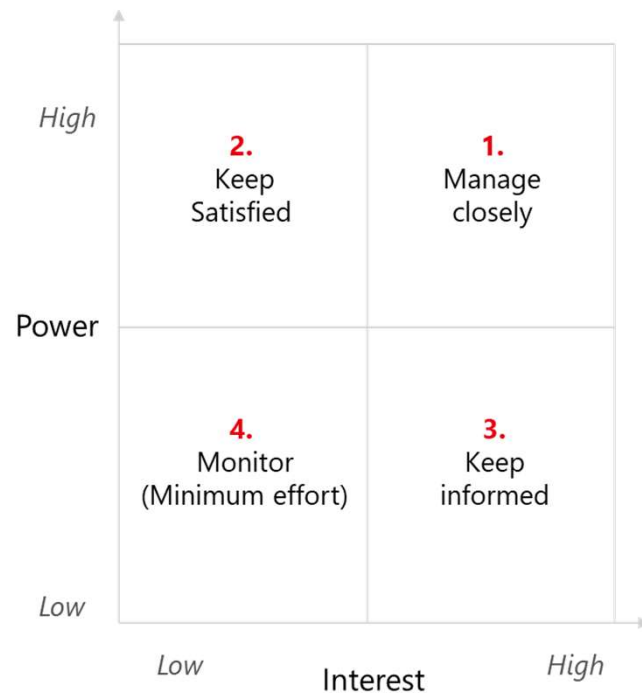 High
2.
Keep
Satisfied
1.
Manage
closely
Power
4.
Monitor
(Minimum effort)
3.
Keep
informed
Low
Low
Interest
High